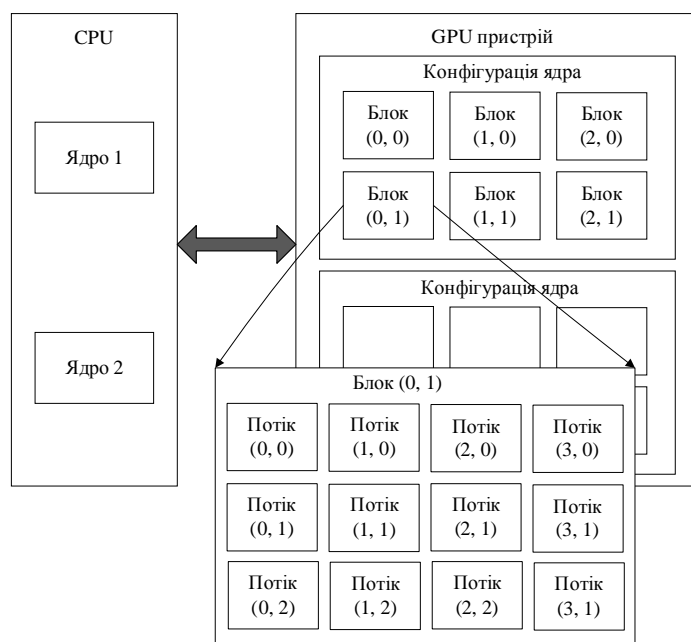 CPU
Ядро 1
Ядро 2
GPU пристрій
Конфігурація ядра
Блок
(0, 0)
Блок
(1, 0)
Блок
(2, 0)
Блок
(0, 1)
Блок
(1, 1)
Блок
(2, 1)
Конфігурація ядра
Блок (0, 1)
Потік
(0, 0)
Потік
(1, 0)
Потік
(2, 0)
Потік
(3, 0)
Потік
(0, 1)
Потік
(1, 1)
Потік
(2, 1)
Потік
(3, 1)
Потік
(0, 2)
Потік
(1, 2)
Потік
(2, 2)
Потік
(3, 1)